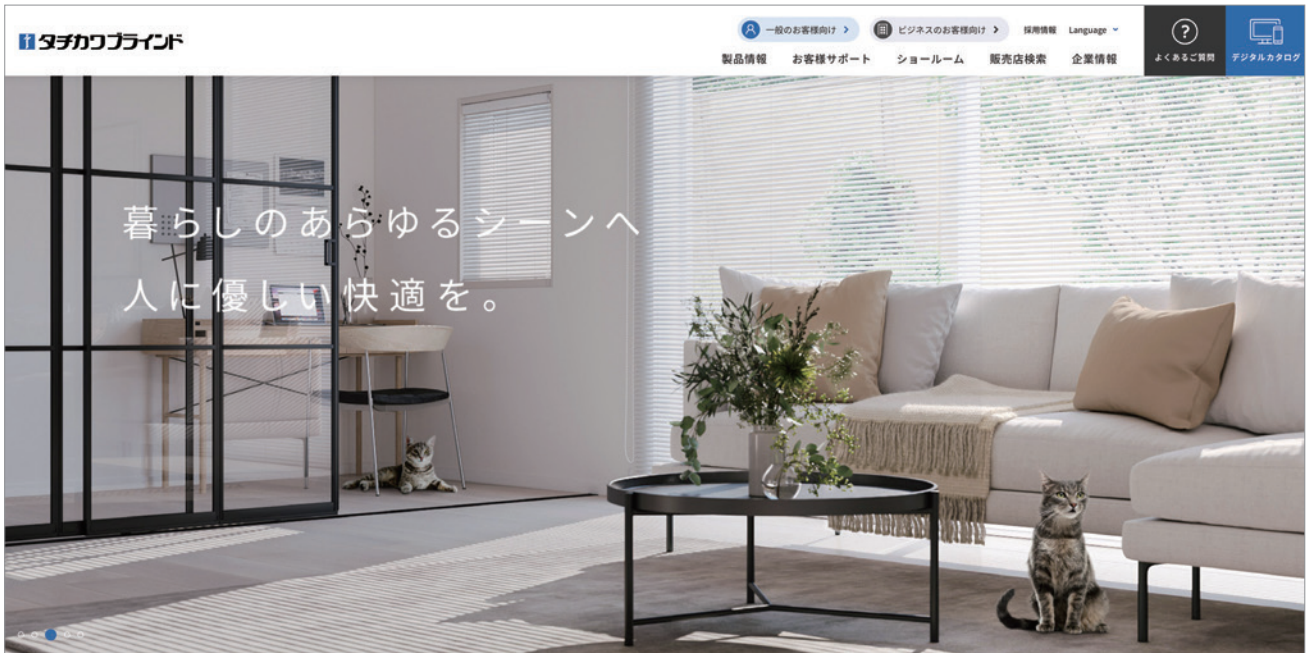 タチカワブラインド
一般のお客様向け
ビジネスのお客様向け
採用情報
Language
製品情報
お客様サポート
ショールーム
販売店検索
企業情報
よくあるご質問
デジタルカタログ
暮らしのあらゆるシーンへ
人に優しい快適を。